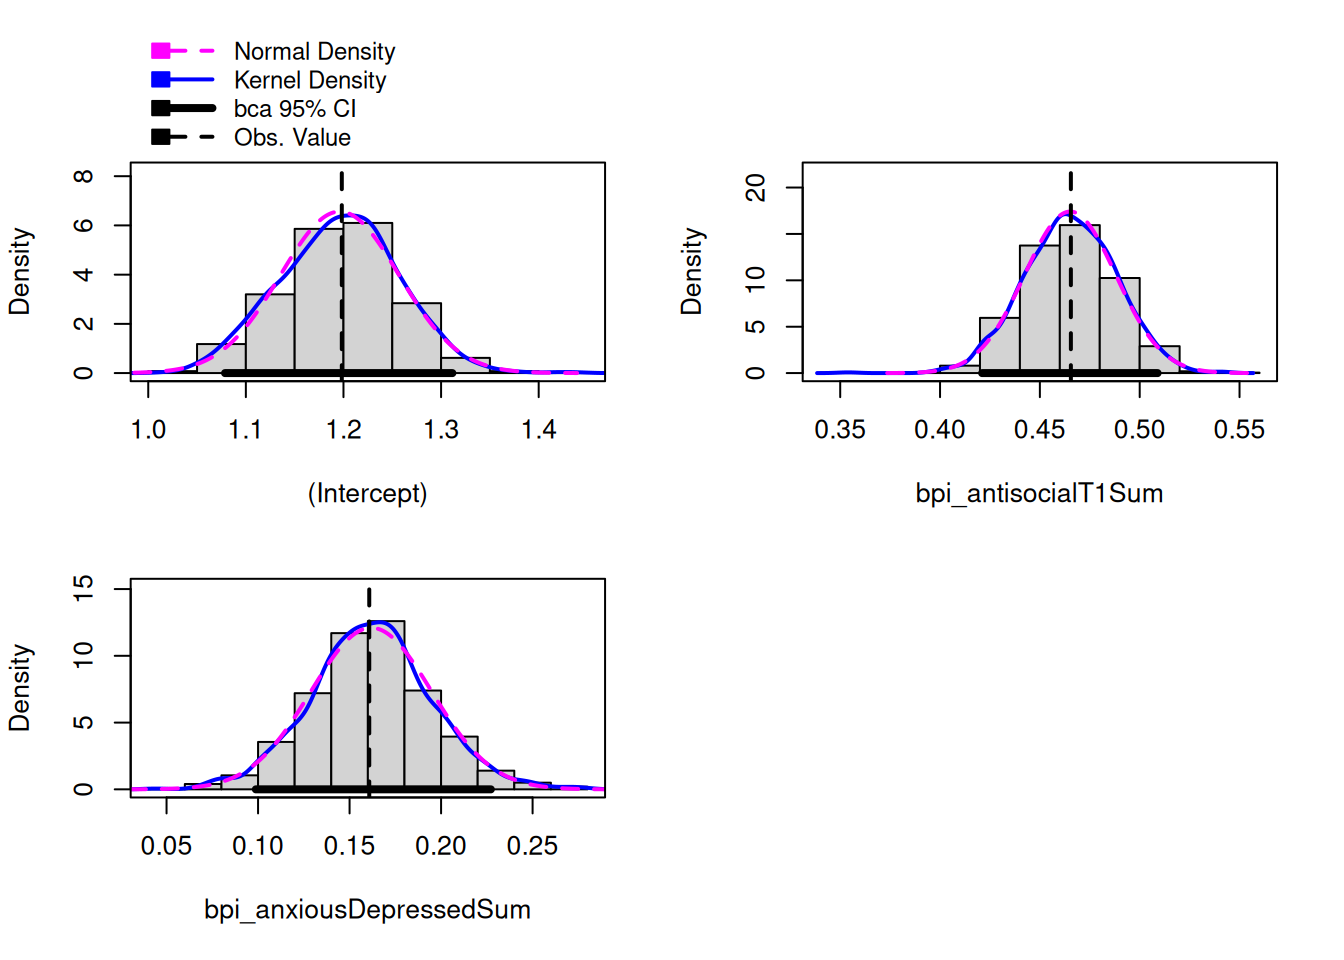 Normal Density
Kernel Density
bca 95% CI
Obs. Value
Density
8
6
4
2
0
1.0 1.1 1.2 1.3 1.4
(Intercept)
Density
20
10
5
0
0.35 0.40 0.45 0.50 0.55
bpi_antisocialT1Sum
Density
15
10
5
0
0.05 0.10 0.15 0.20 0.25
bpi_anxiousDepressedSum